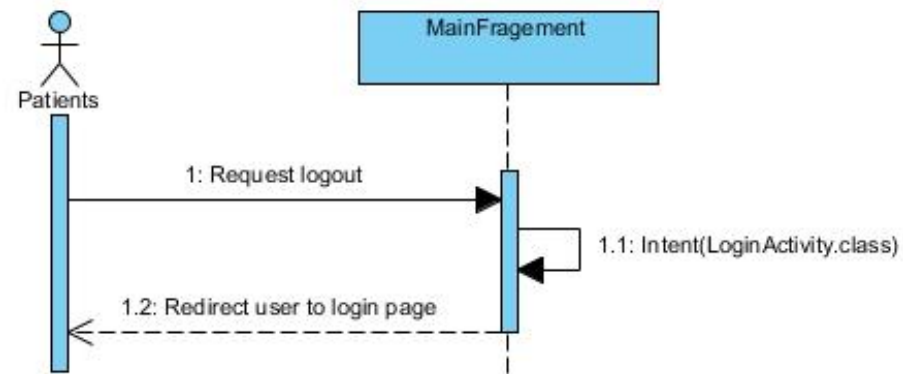 MainFragement
Patients
1: Request logout
1.1: Intent(LoginActivity.class)
1.2: Redirect user to login page